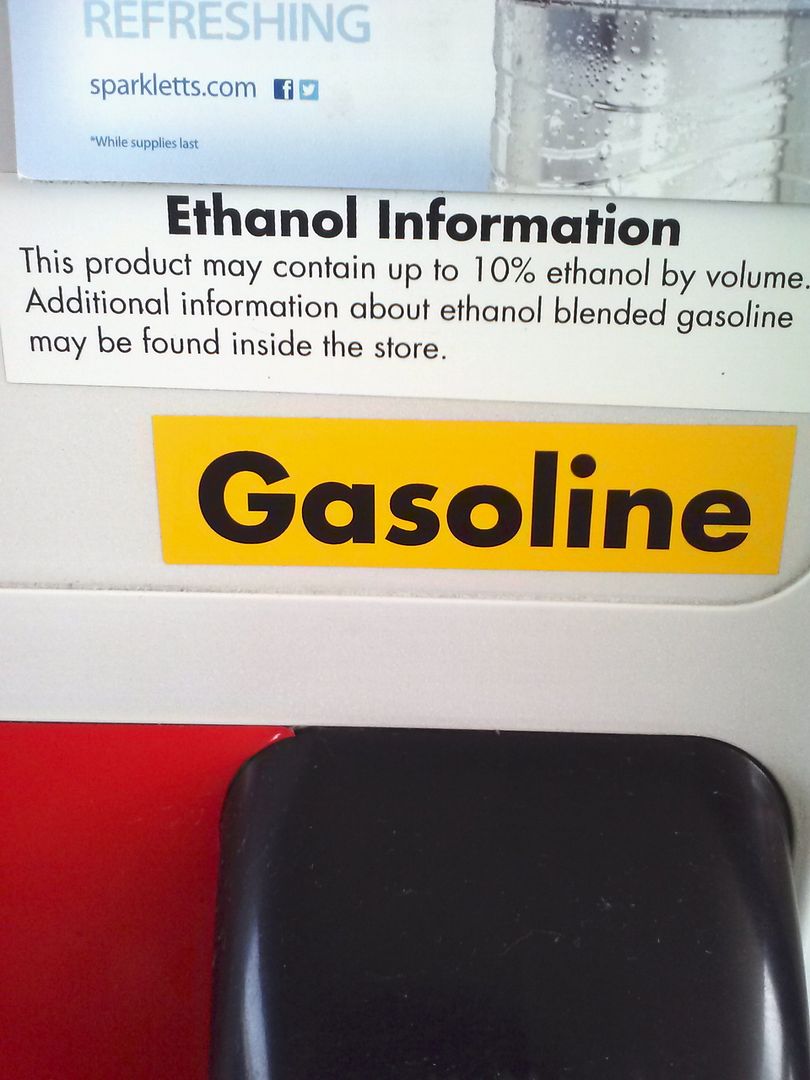 REFRESHING
sparkletts.com
*While supplies last
Ethanol Information
This product may contain up to 10% ethanol by volume.
Additional information about ethanol blended gasoline
may be found inside the store.
Gasoline